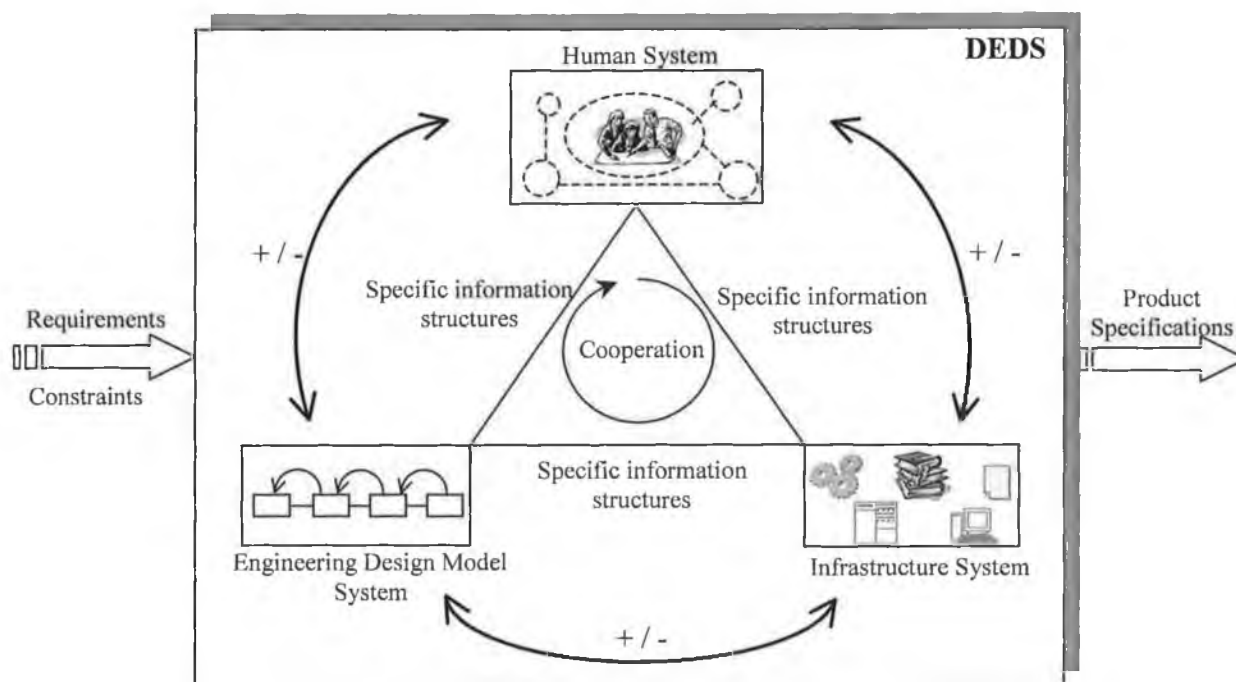 DEDS
Human System
+ / -
+ / -
Specific information
structures
Specific information
structures
Cooperation
Requirements
Constraints
Product
Specifications
Specific information
structures
Engineering Design Model
System
Infrastructure System
+ / -